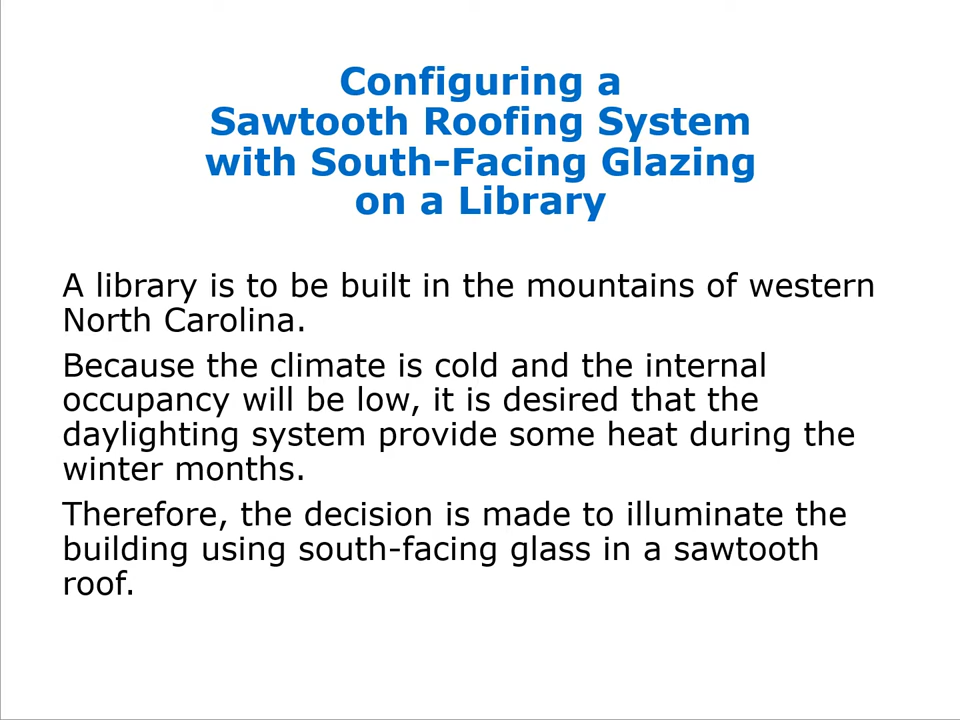 Configuring a
Sawtooth Roofing System
with South-Facing Glazing
on a Library
A library is to be built in the mountains of western
North Carolina.
Because the climate is cold and the internal
occupancy will be low, it is desired that the
daylighting system provide some heat during the
winter months.
Therefore, the decision is made to illuminate the
building using south-facing glass in a sawtooth
roof.